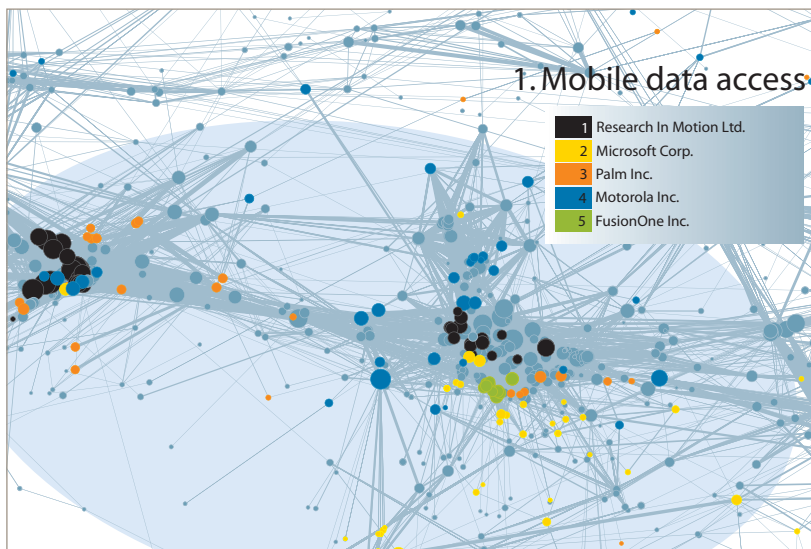 1. Mobile data access
1 Research In Motion Ltd.
2 Microsoft Corp.
3 Palm Inc.
4 Motorola Inc.
5 FusionOne Inc.